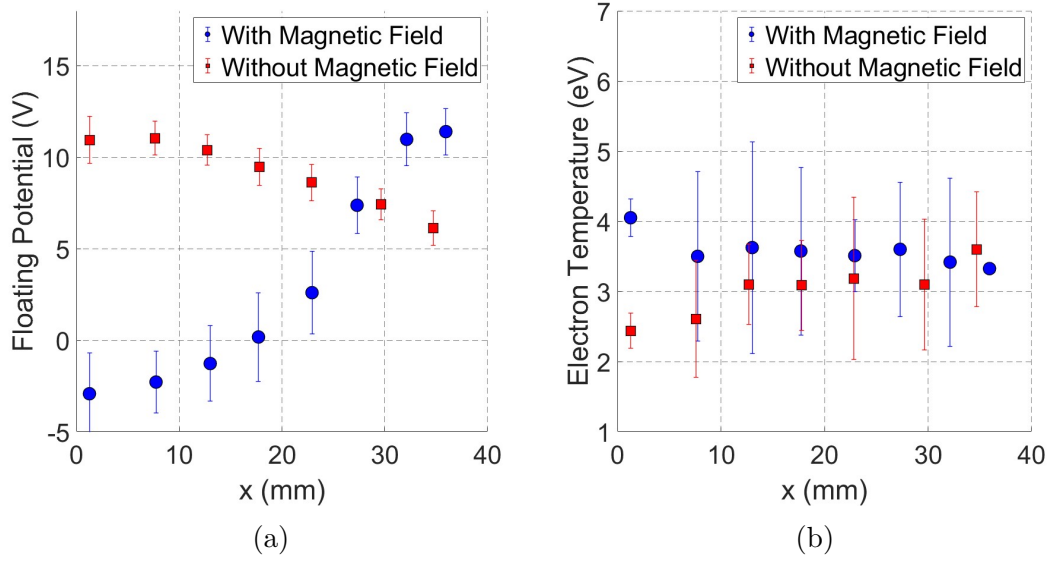 With Magnetic Field
Without Magnetic Field
Floating Potential (V)
15
10
5
0
-5
0
10
20
30
40
x (mm)
(a)
With Magnetic Field
Without Magnetic Field
Electron Temperature (eV)
7
6
5
4
3
2
1
0
10
20
30
40
x (mm)
(b)